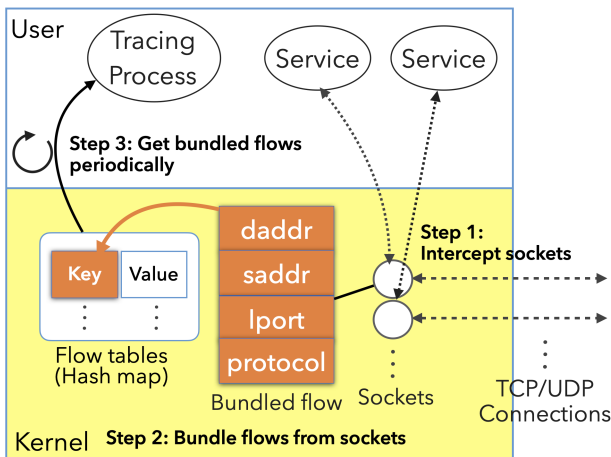 User
Tracing
Process
Service
Service
Step 3: Get bundled flows
periodically
Step 1:
Intercept sockets
daddr
saddr
lport
protocol
Key
Value
Flow tables
(Hash map)
Bundled flow
Sockets
TCP/UDP
Connections
Kernel
Step 2: Bundle flows from sockets